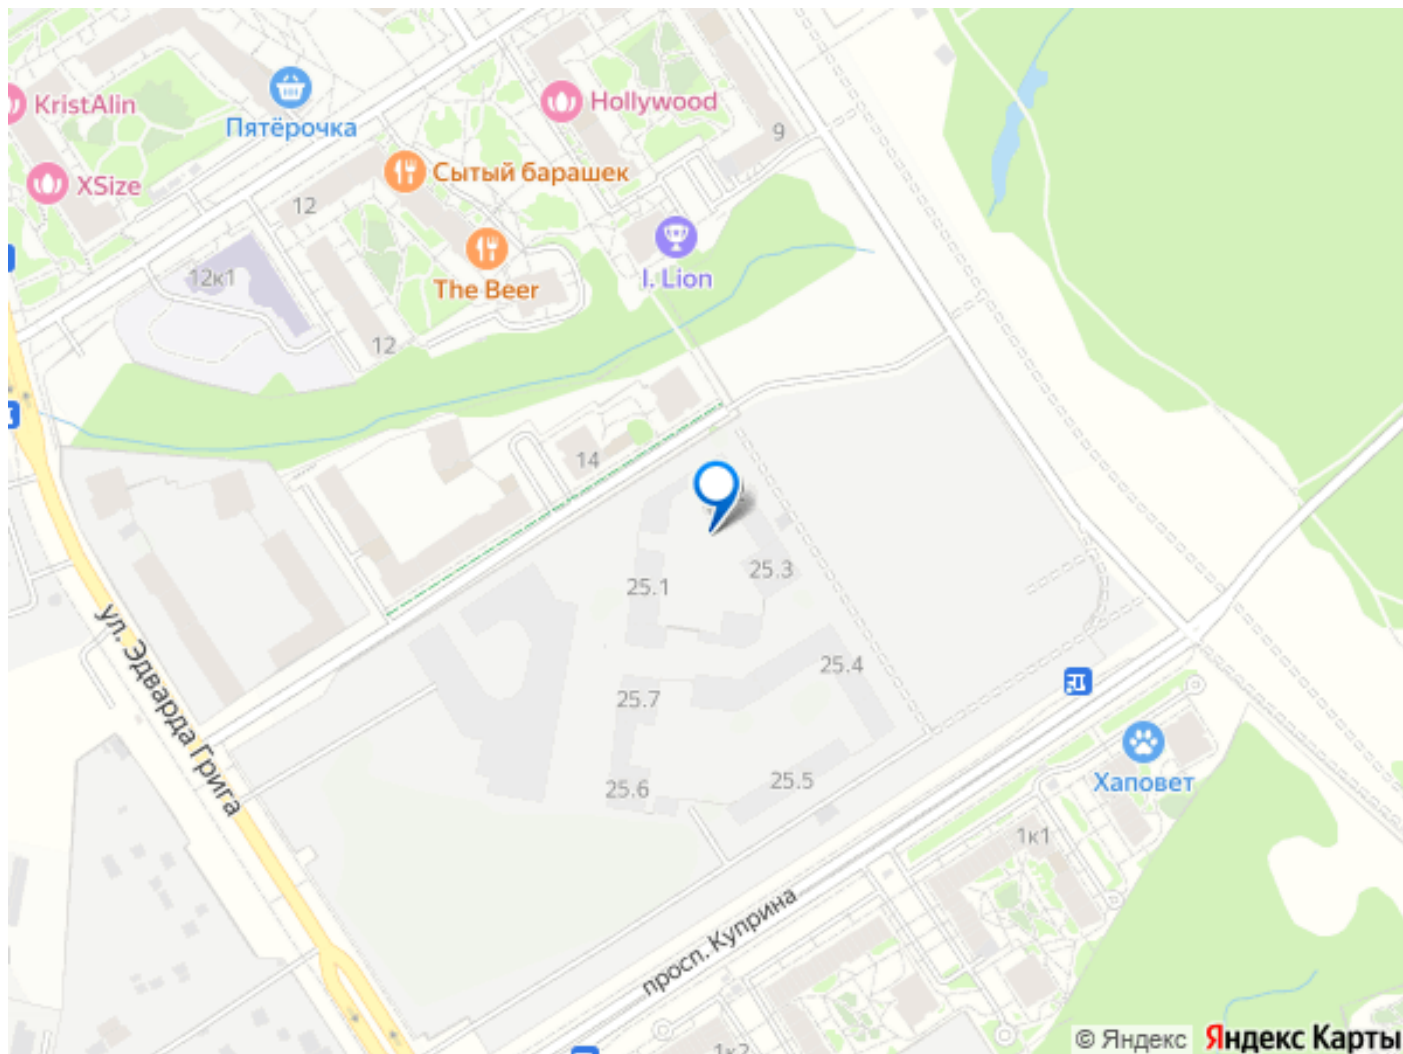 KristAlin
Пятёрочка
Hollywood
9
XSize
Сытый барашек
12
12к1
The Beer
I. Lion
12
14
25.1
25.3
25.4
25.7
25.6
25.5
ул. Эдварда Грига
Хаповет
1к1
просп. Куприна
1к2
© Яндекс
Яндекс Карты